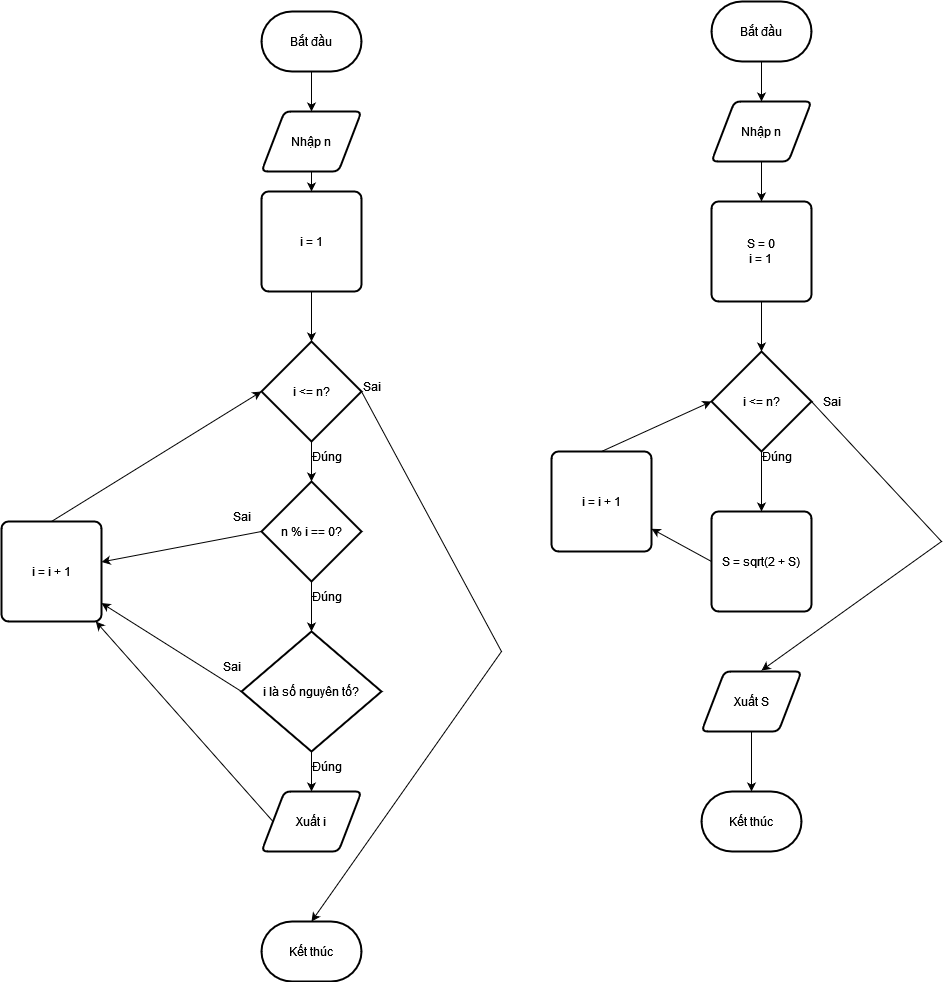 Bắt đầu
Nhập n
i = 1
i <= n?
Sai
Đúng
n % i == 0?
Sai
i = i + 1
Đúng
Sai
i là số nguyên tố?
Đúng
Xuất i
Kết thúc
Bắt đầu
Nhập n
S = 0
i = 1
i <= n?
Sai
Đúng
i = i + 1
S = sqrt(2 + S)
Xuất S
Kết thúc